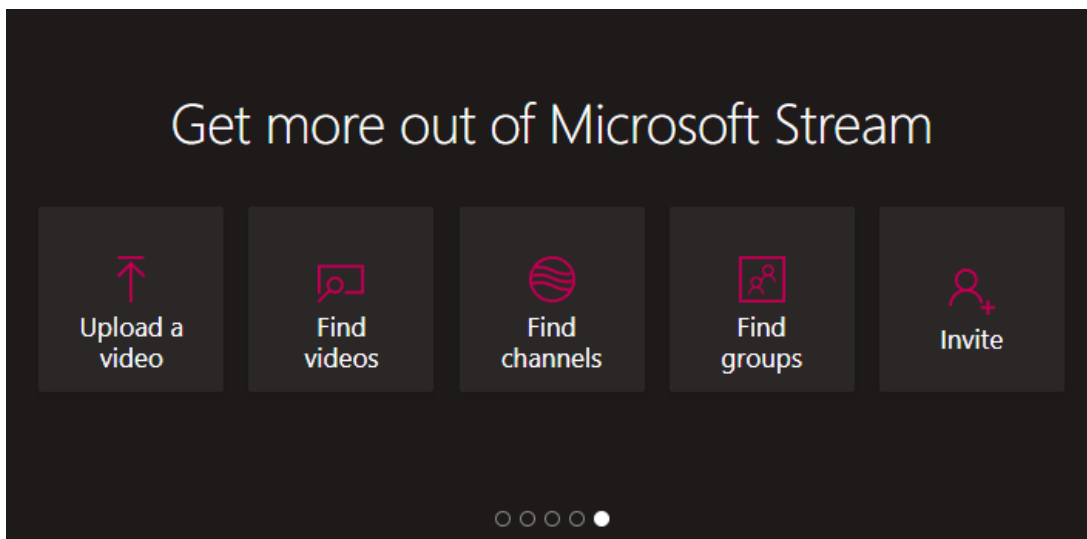 Get more out of Microsoft Stream
Upload a
video
Find
videos
Find
channels
Find
groups
Invite